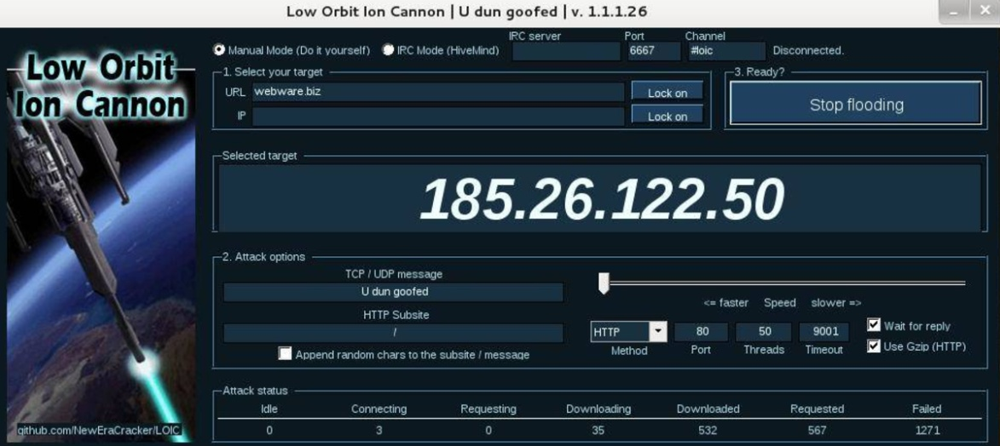 Low Orbit Ion Cannon | U dun goofed | v. 1.1.1.26
Low Orbit
Ion Cannon
github.com/NewEraCracker/LOIC
IRC server Port Channel
Manual Mode (Do it yourself) IRC Mode (HiveMind) 6667 #loic Disconnected.
1. Select your target
URL webware.biz Lock on
IP Lock on
3. Ready?
Stop flooding
Selected target
185.26.122.50
2. Attack options
TCP / UDP message
U dun goofed
HTTP Subsite
/
Append random chars to the subsite / message
<= faster Speed slower =>
HTTP 80 50 9001
Method Port Threads Timeout
Wait for reply
Use Gzip (HTTP)
Attack status
Idle Connecting Requesting Downloading Downloaded Requested Failed
0 3 0 35 532 567 1271